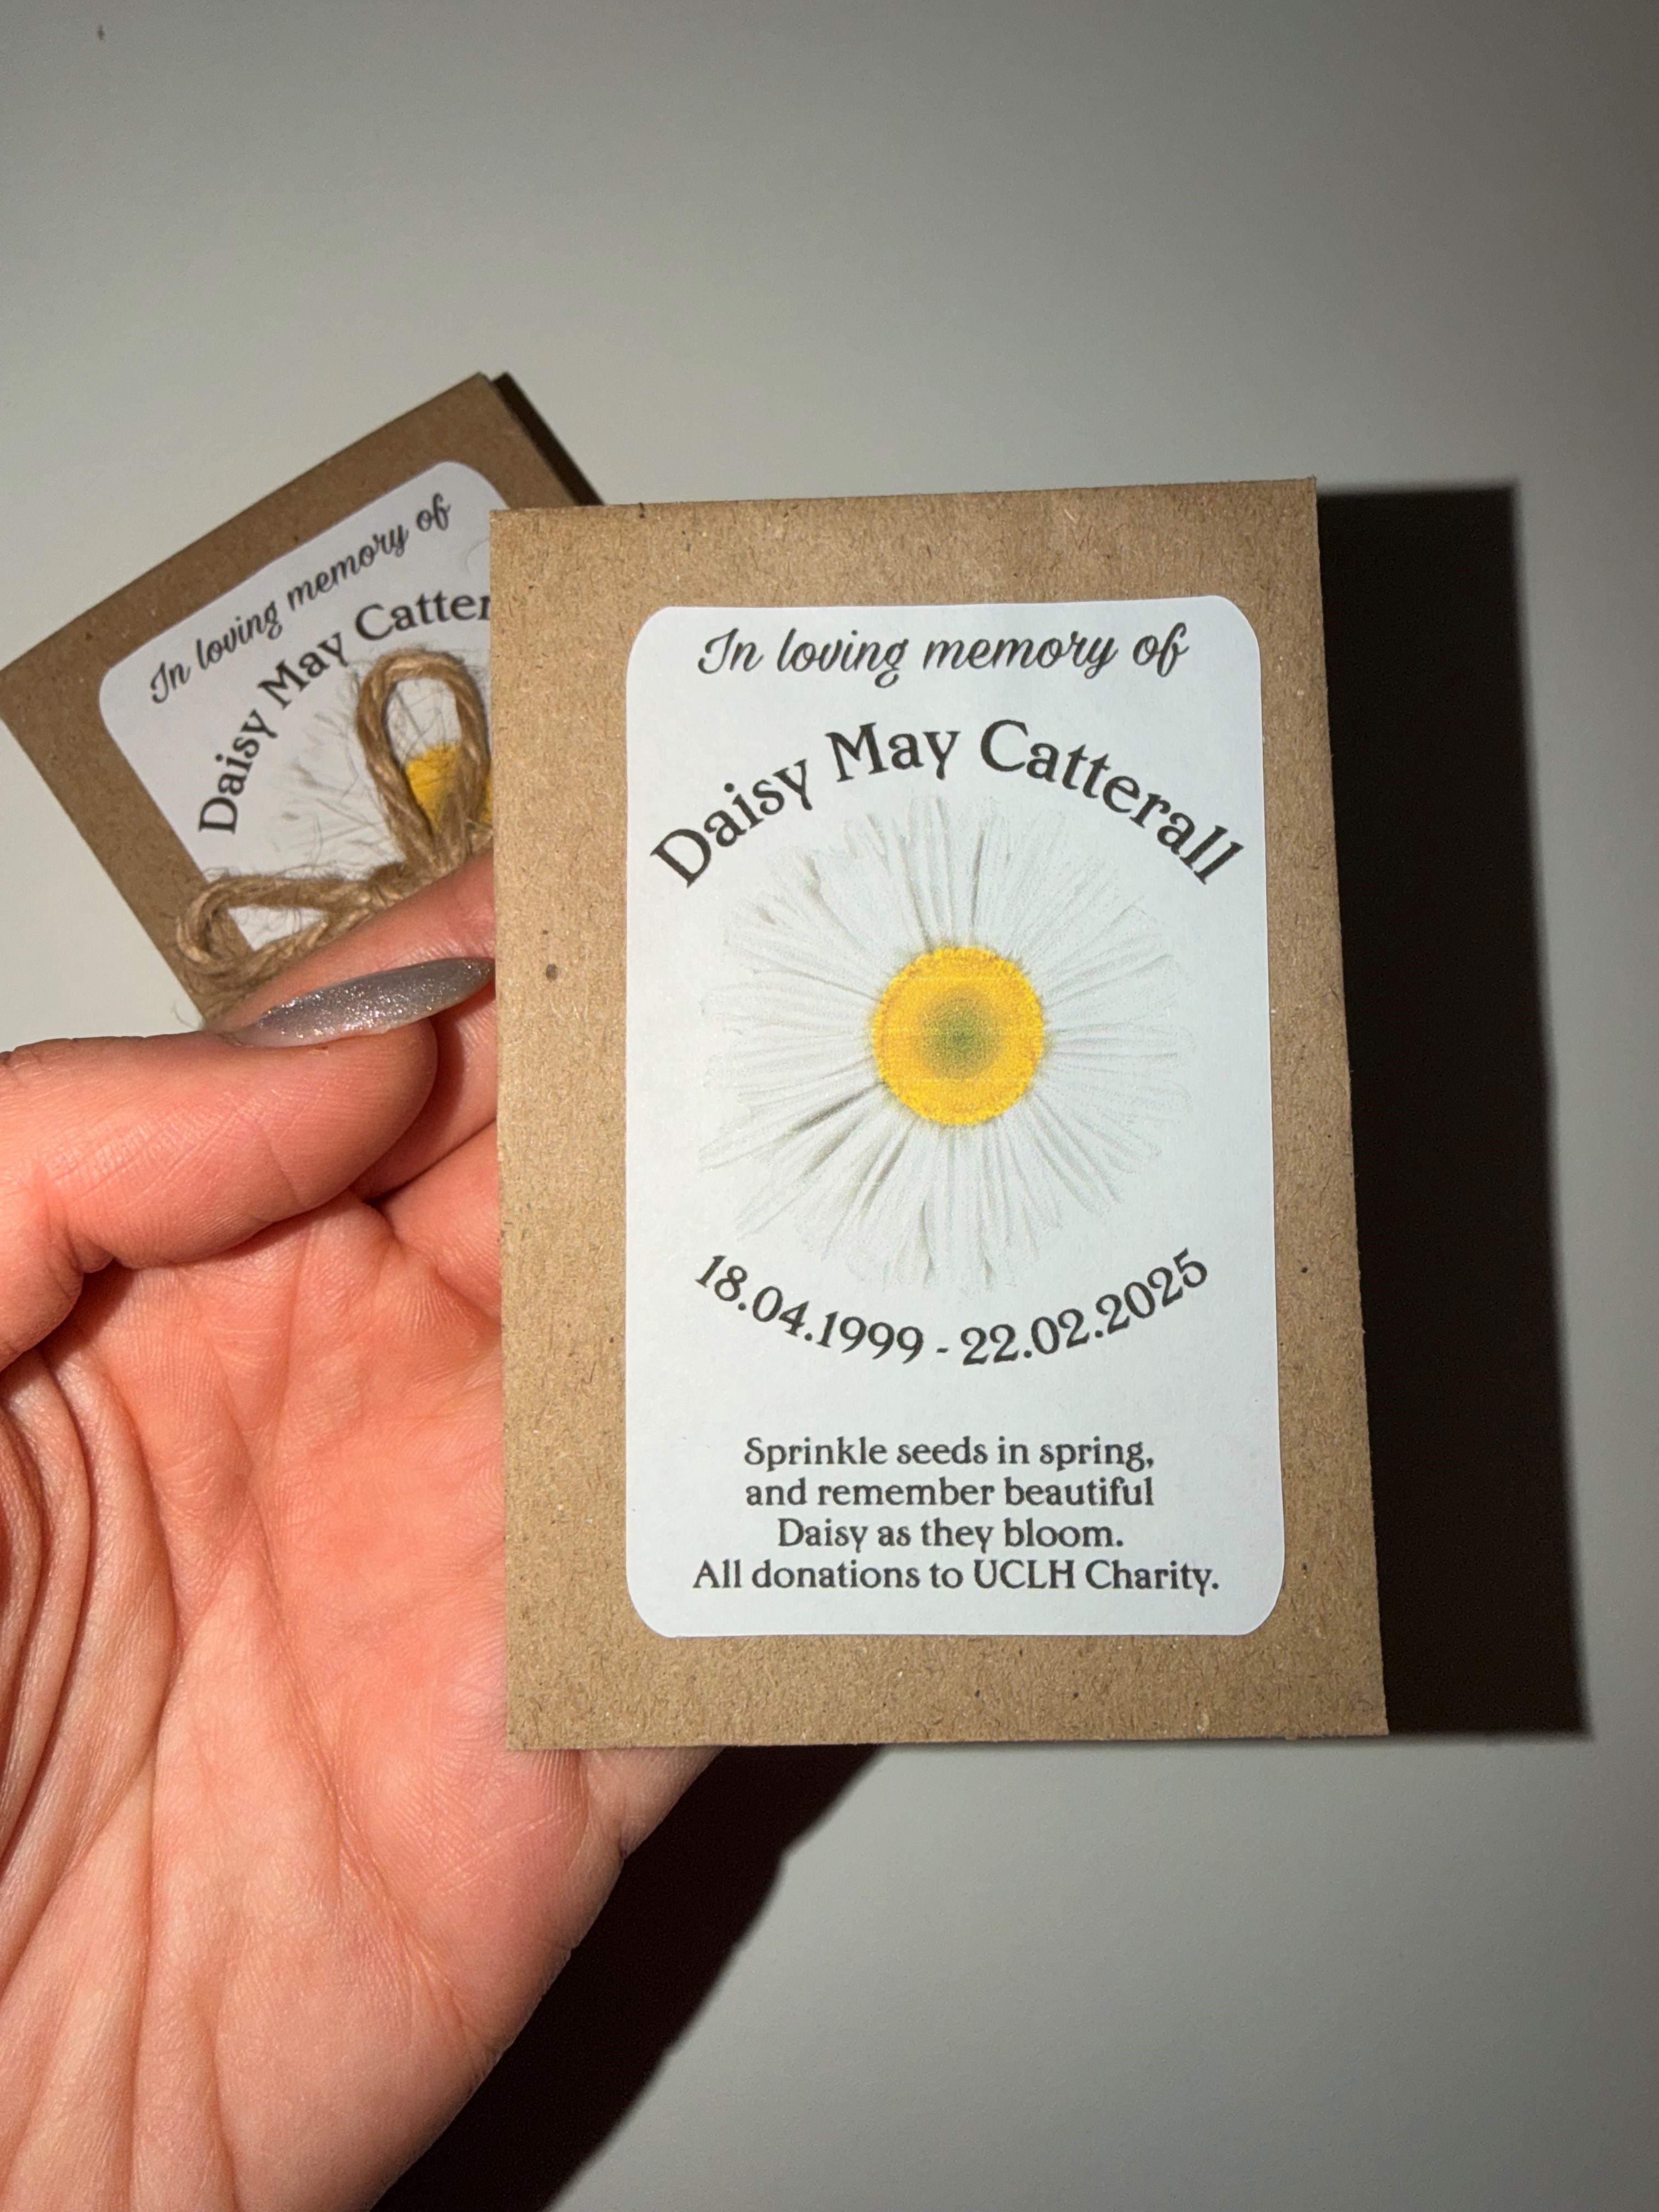 In loving memory of
Daisy May Catter
In loving memory of
Daisy May Catterall
18.04.1999 - 22.02.2025
Sprinkle seeds in spring,
and remember beautiful
Daisy as they bloom.
All donations to UCLH Charity.